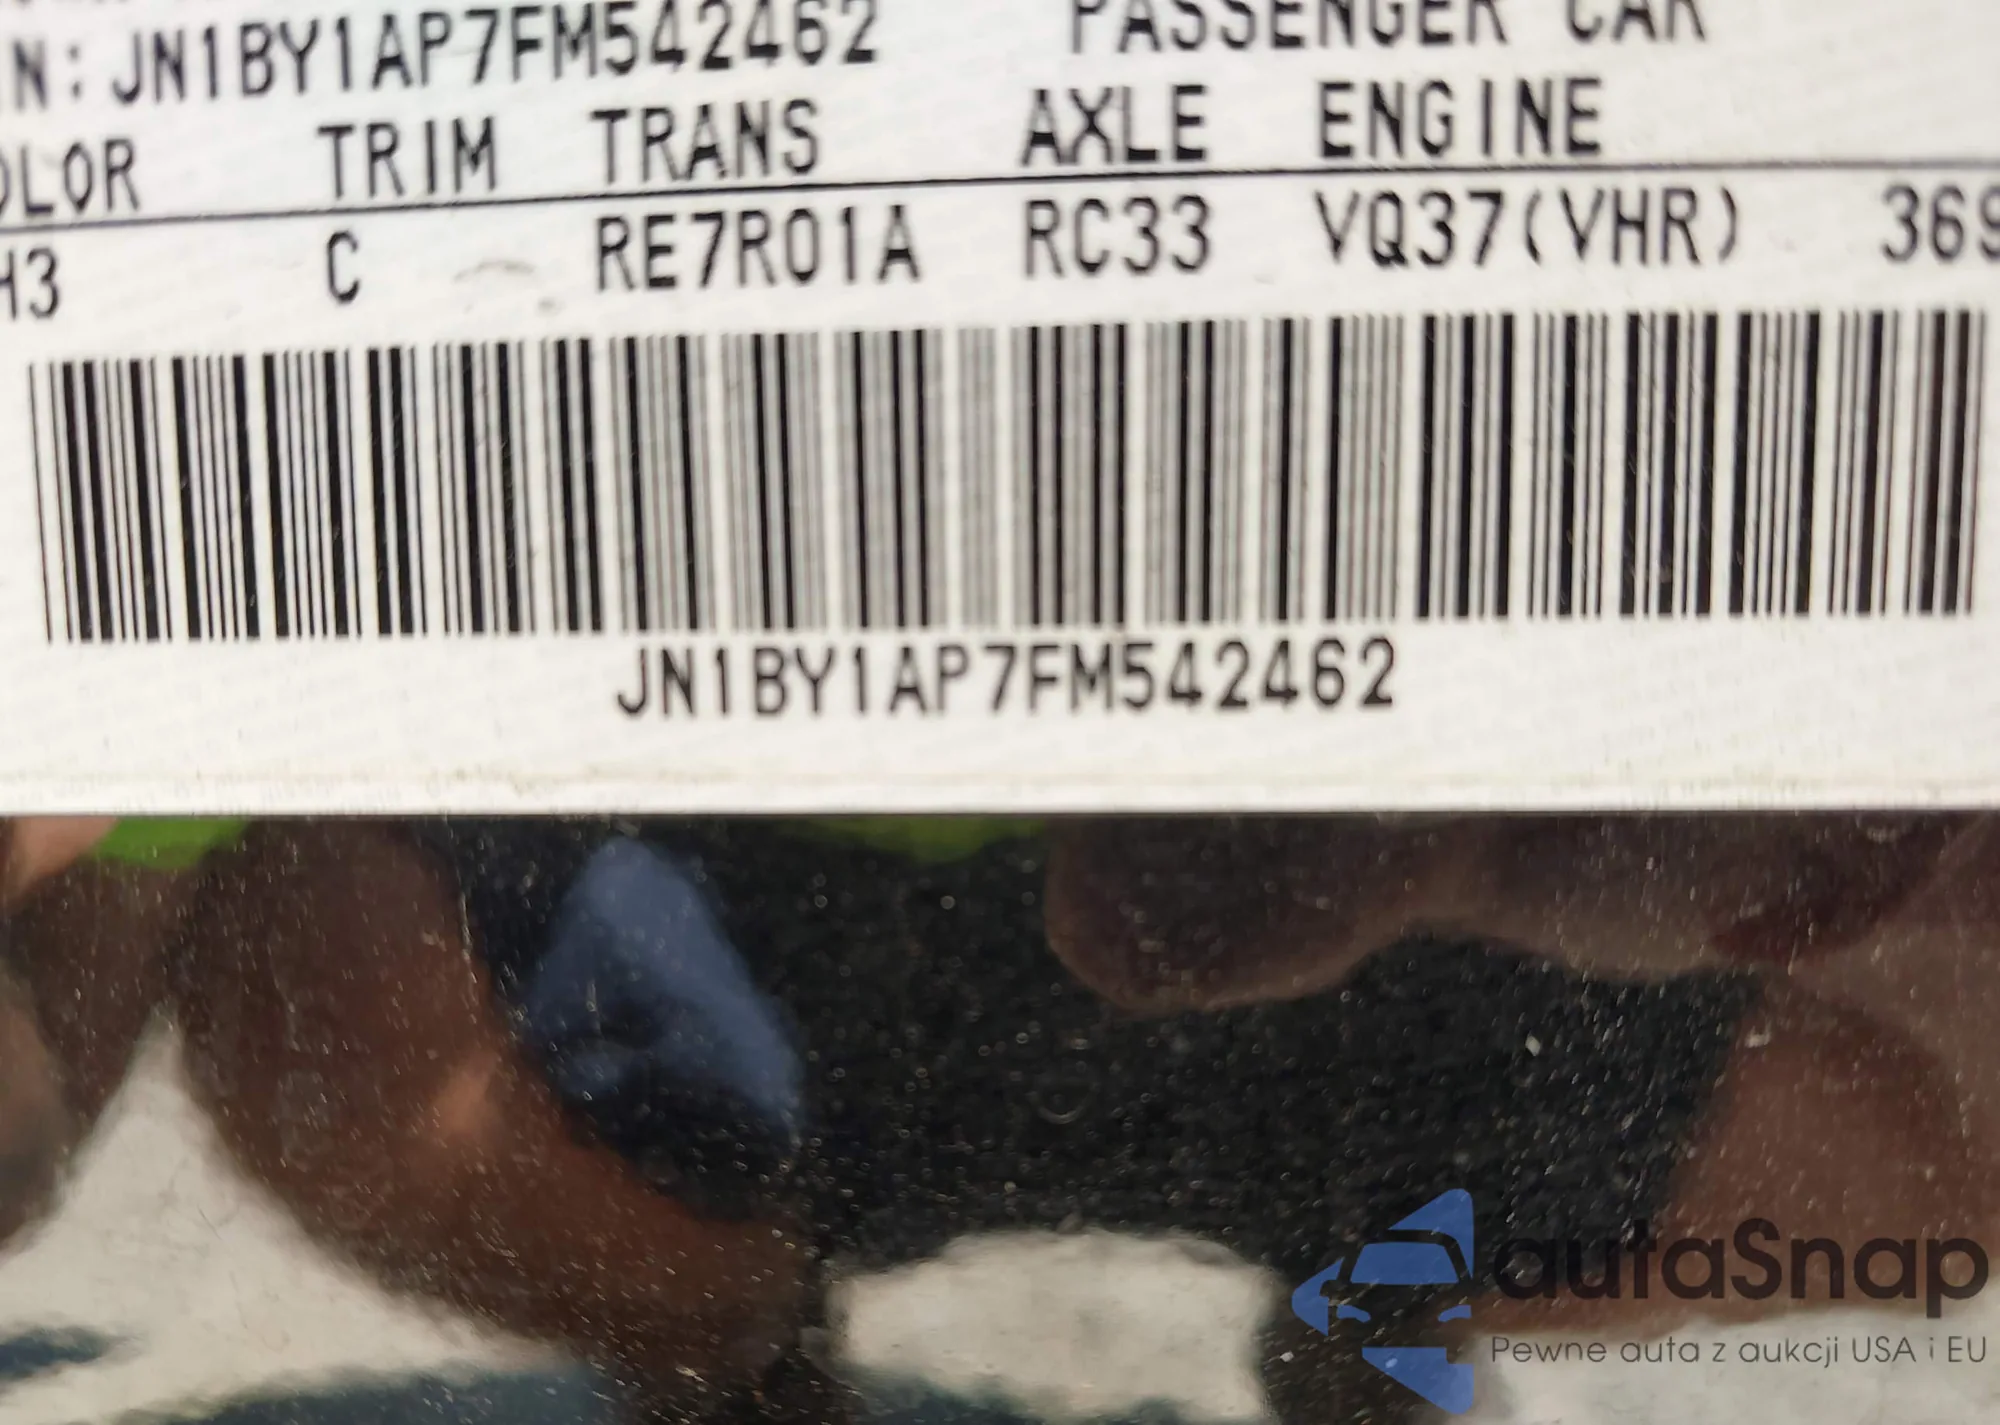 N: JN1BY1AP7FM542462 PASSENGER CAR
OLOR TRIM TRANS AXLE ENGINE
H3 C RE7R01A RC33 VQ37(VHR) 369
JN1BY1AP7FM542462
autaSnap
Pewne auta z aukcji USA i EU